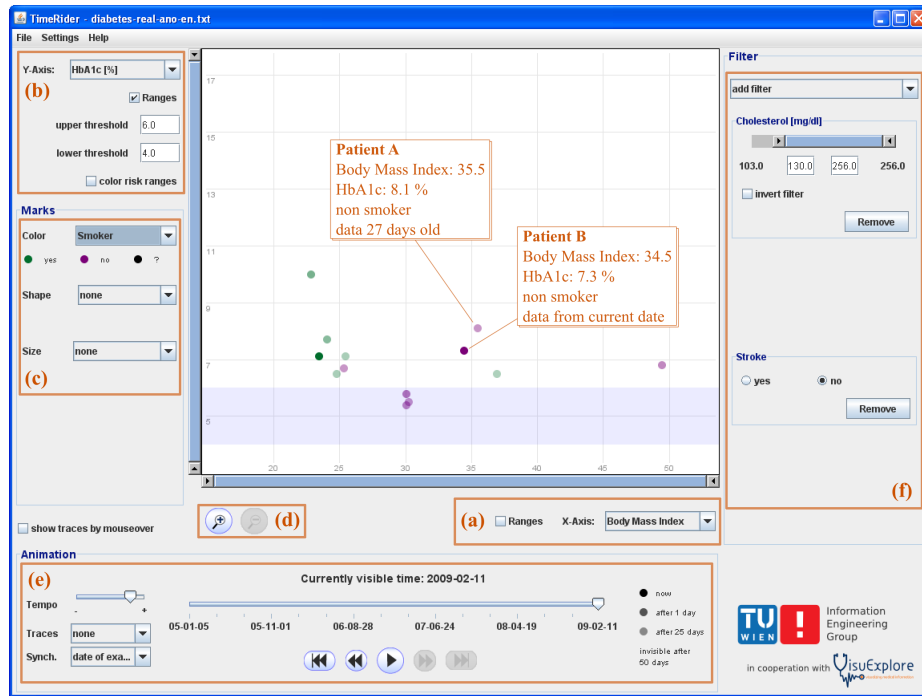 TimeRider - diabetes-real-ano-en.txt
File Settings Help
Y-Axis: HbA1c [%]
(b)
Ranges
upper threshold 6.0
lower threshold 4.0
color risk ranges
Marks
Color Smoker
yes no ?
Shape none
Size none
(c)
17
15
13
11
9
7
5
20 25 30 35 40 45 50
Patient A
Body Mass Index: 35.5
HbA1c: 8.1 %
non smoker
data 27 days old
Patient B
Body Mass Index: 34.5
HbA1c: 7.3 %
non smoker
data from current date
Filter
add filter
Cholesterol [mg/dl]
103.0 130.0 256.0 256.0
invert filter
Remove
Stroke
yes no
Remove
(f)
show traces by mouseover
(d)
(a) Ranges X-Axis: Body Mass Index
Animation
(e)
Currently visible time: 2009-02-11
Tempo
- +
05-01-05 05-11-01 06-08-28 07-06-24 08-04-19 09-02-11
Traces none
Synch. date of exa...
now
after 1 day
after 25 days
invisible after
50 days
TU
WIEN
!
Information
Engineering
Group
in cooperation with VisuExplore